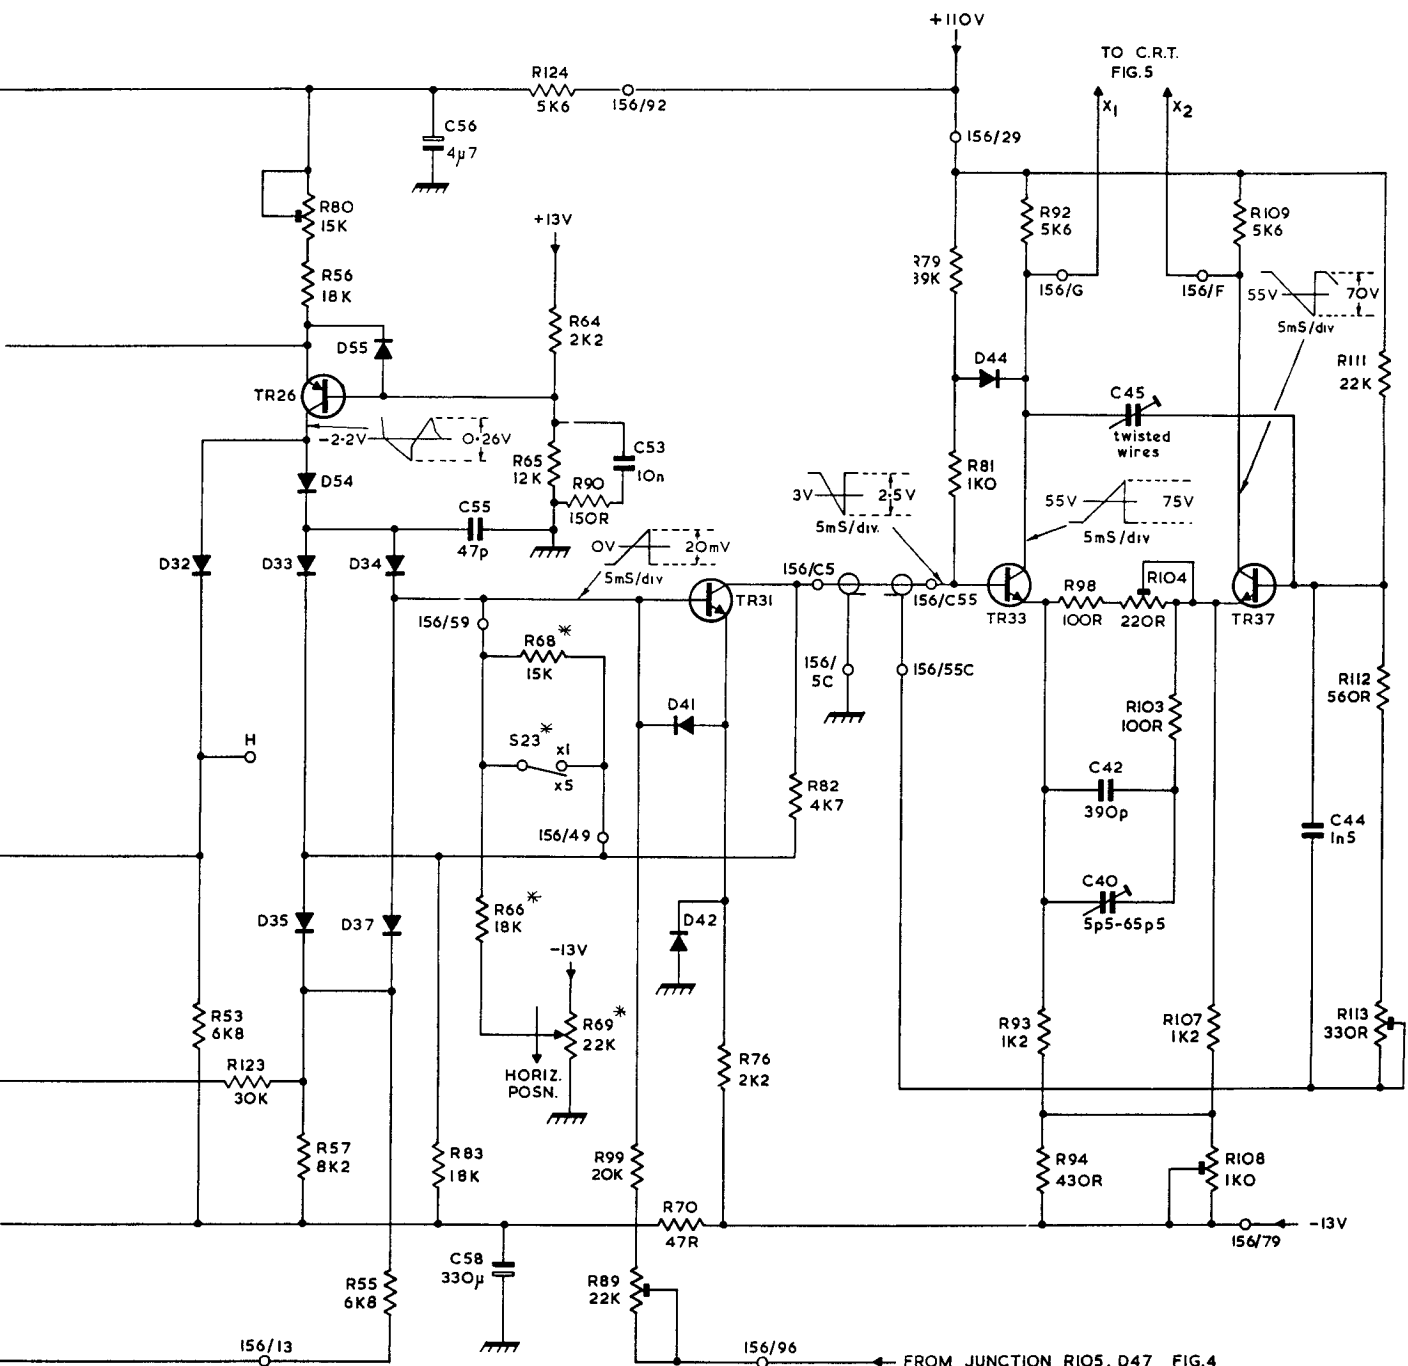 +110V
TO C.R.T.
FIG.5
R124
5K6
156/92
X1
X2
C56
4µ7
156/29
R80
15K
+13V
R92
5K6
R109
5K6
R56
18K
R79
39K
156/G
156/F
55V
70V
5mS/div
R64
2K2
D55
D44
R111
22K
TR26
C45
twisted
wires
-2·2V
0·26V
C53
10n
R65
12K
R90
150R
R81
1K0
D54
3V
2·5V
5mS/div.
55V
75V
5mS/div
C55
47p
0V
20mV
5mS/div
D32
D33
D34
156/C5
156/C55
TR31
TR33
R98
100R
R104
220R
TR37
156/59
R68*
15K
156/
5C
156/55C
R112
560R
R103
100R
D41
H
S23*
x1
x5
R82
4K7
C42
390p
C44
1n5
156/49
C40
5p5-65p5
D35
D37
R66*
18K
D42
-13V
R53
6K8
R69*
22K
R93
1K2
R107
1K2
R113
330R
HORIZ.
POSN.
R76
2K2
R123
30K
R57
8K2
R83
18K
R99
20K
R94
430R
R108
1K0
R70
47R
-13V
156/79
C58
330µ
R55
6K8
R89
22K
156/13
156/96
FROM JUNCTION R105, D47 FIG.4